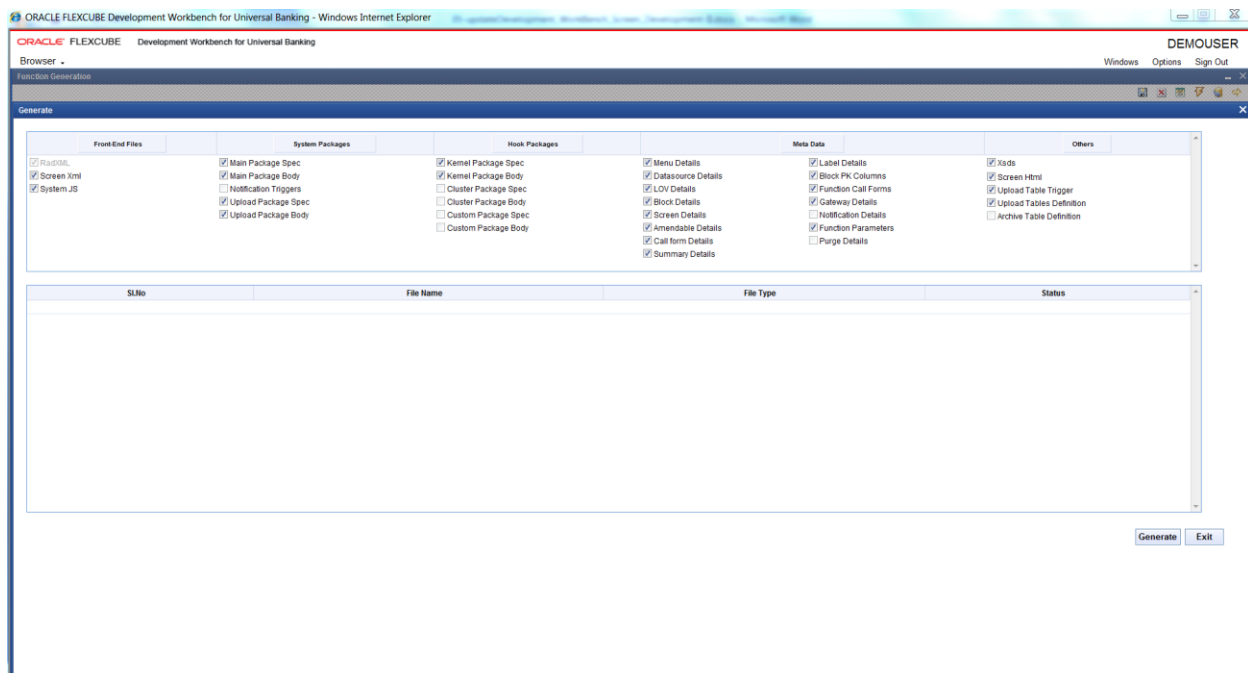 ORACLE FLEXCUBE Development Workbench for Universal Banking - Windows Internet Explorer
ORACLE FLEXCUBE Development Workbench for Universal Banking DEMOUSER
Browser Windows Options Sign Out
Function Generation
Generate
Front-End Files System Packages Hook Packages Meta Data Others
RadXML Main Package Spec Kernel Package Spec Menu Details Label Details Xsds
Screen Xml Main Package Body Kernel Package Body Datasource Details Block PK Columns Screen Html
System JS Notification Triggers Cluster Package Spec LOV Details Function Call Forms Upload Table Trigger
Upload Package Spec Cluster Package Body Block Details Gateway Details Upload Tables Definition
Upload Package Body Custom Package Spec Screen Details Notification Details Archive Table Definition
Custom Package Body Amendable Details Function Parameters
Call form Details Purge Details
Summary Details
Sl.No File Name File Type Status
Generate Exit